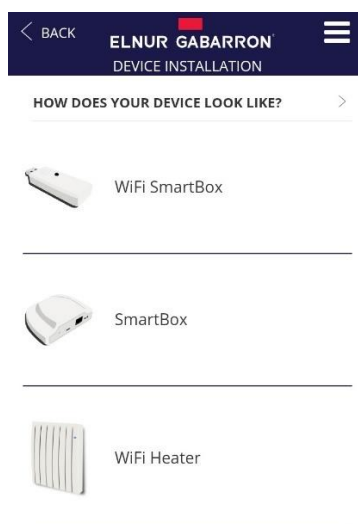 BACK
ELNUR GABARRON
DEVICE INSTALLATION
HOW DOES YOUR DEVICE LOOK LIKE?
WiFi SmartBox
SmartBox
WiFi Heater